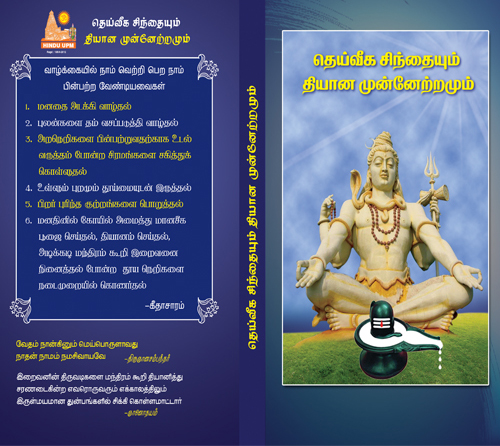 HINDU UPM
தெய்வீக சிந்தையும்
தியான முன்னேற்றமும்
வாழ்க்கையில் நாம் வெற்றி பெற நாம்
பின்பற்ற வேண்டியவைகள்
1. மனதை அடக்கி வாழ்தல்
2. புலன்களை தம் வசப்படுத்தி வாழ்தல்
3. அறநெறிகளை பின்பற்றுவதற்காக உடல்
வருத்தம் போன்ற சிரமங்களை சகித்துக்
கொள்ளுதல்
4. உள்ளும் புறமும் தூய்மையுடன் இருத்தல்
5. பிறர் புரிந்த குற்றங்களை பொறுத்தல்
6. மனதினில் கோயில் அமைத்து மானசீக
பூஜை செய்தல், தியானம் செய்தல்,
அடிக்கடி மந்திரம் கூறி இறைவனை
நினைத்தல் போன்ற தூய நெறிகளை
நடைமுறையில் கொணர்தல்
-கீதாசாரம்
வேதம் நான்கினும் மெய்பொருளாவது
நாதன் நாமம் நமசிவாயவே
-திருஞானசம்பந்தர்
இறைவனின் திருவடிகளை மந்திரம் கூறி தியானித்து
சரணடைகின்ற எவரொருவரும் எக்காலத்திலும்
இருள்மயமான துன்பங்களில் சிக்கி கொள்ளமாட்டார்
தெய்வீக சிந்தையும் தியான முன்னேற்றமும்
தெய்வீக சிந்தையும்
தியான முன்னேற்றமும்